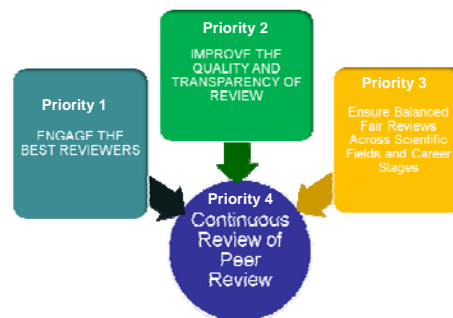 Priority 1
ENGAGE THE
BEST REVIEWERS
Priority 2
IMPROVE THE
QUALITY AND
TRANSPARENCY OF
REVIEW
Priority 3
Ensure Balanced
Fair Reviews
Across Scientific
Fields and Career
Stages
Priority 4
Continuous
Review of
Peer
Review